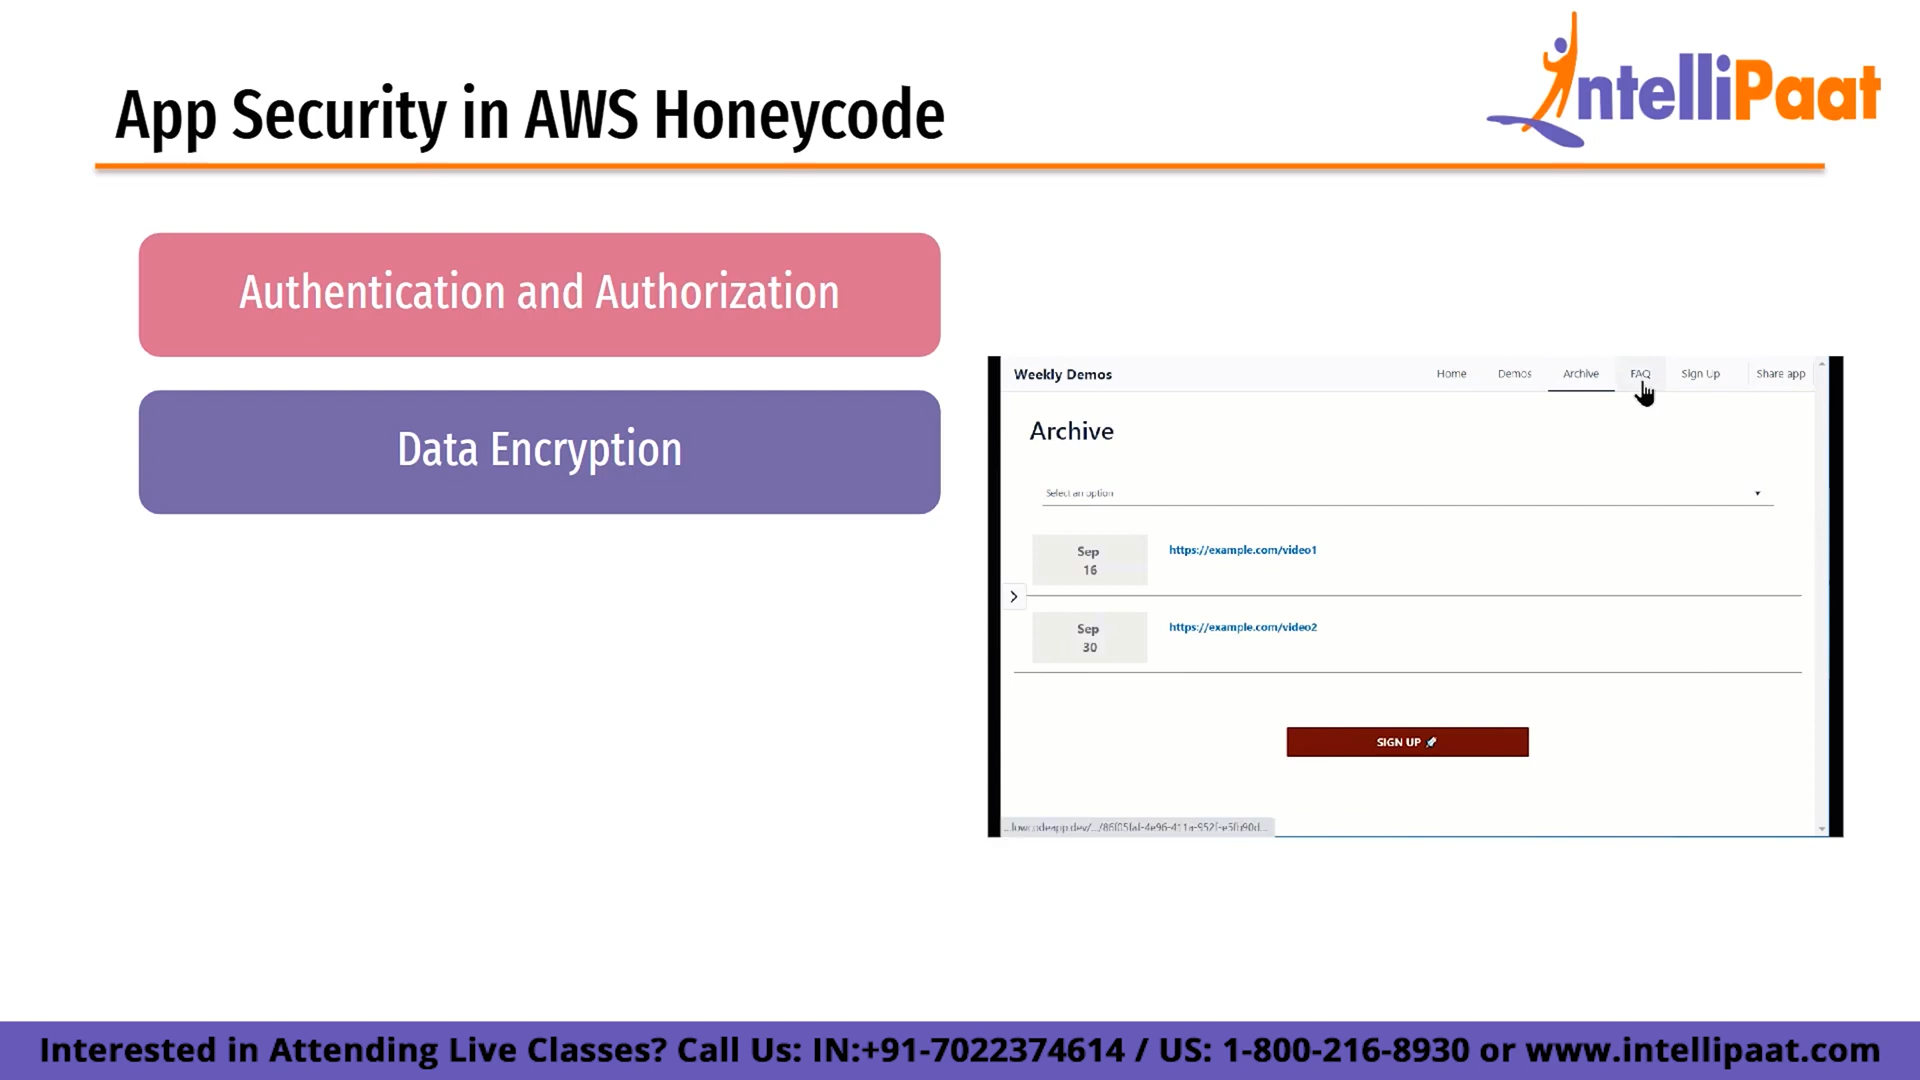 App Security in AWS Honeycode
IntelliPaat
Authentication and Authorization
Data Encryption
Weekly Demos
Home
Demos
Archive
FAQ
Sign Up
Share app
Archive
Select an option
Sep
16
https://example.com/video1
Sep
30
https://example.com/video2
SIGN UP
Interested in Attending Live Classes? Call Us: IN:+91-7022374614 / US: 1-800-216-8930 or www.intellipaat.com